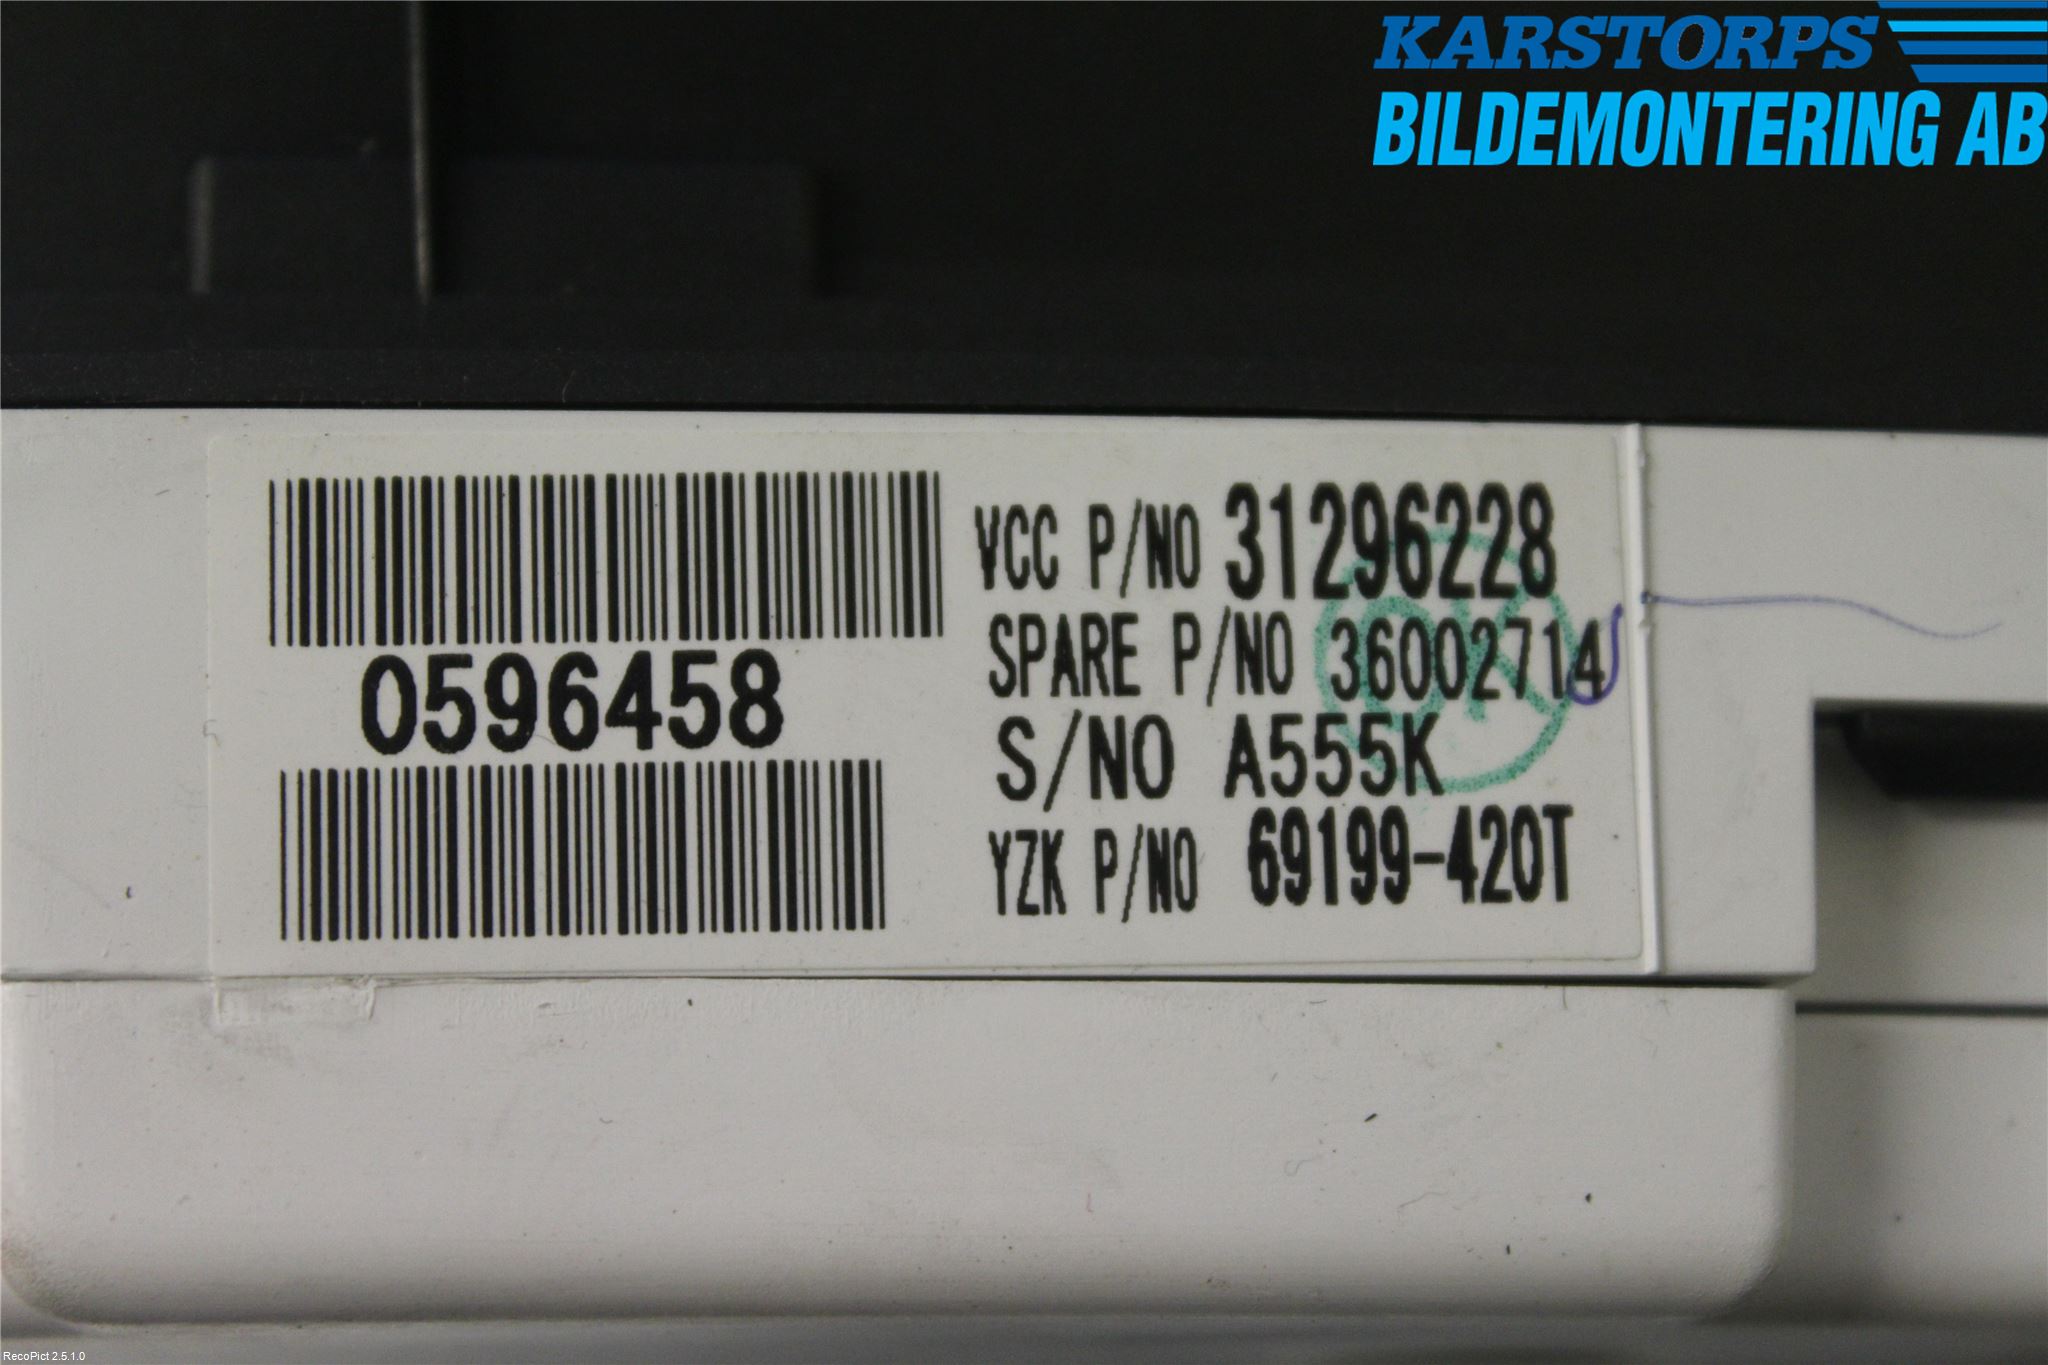 KARSTORPS
BILDEMONTERING AB
0596458
VCC P/NO 31296228
SPARE P/NO 36002714
S/NO A555K
YZK P/NO 69199-420T
OK
RecoPict 2.5.1.0